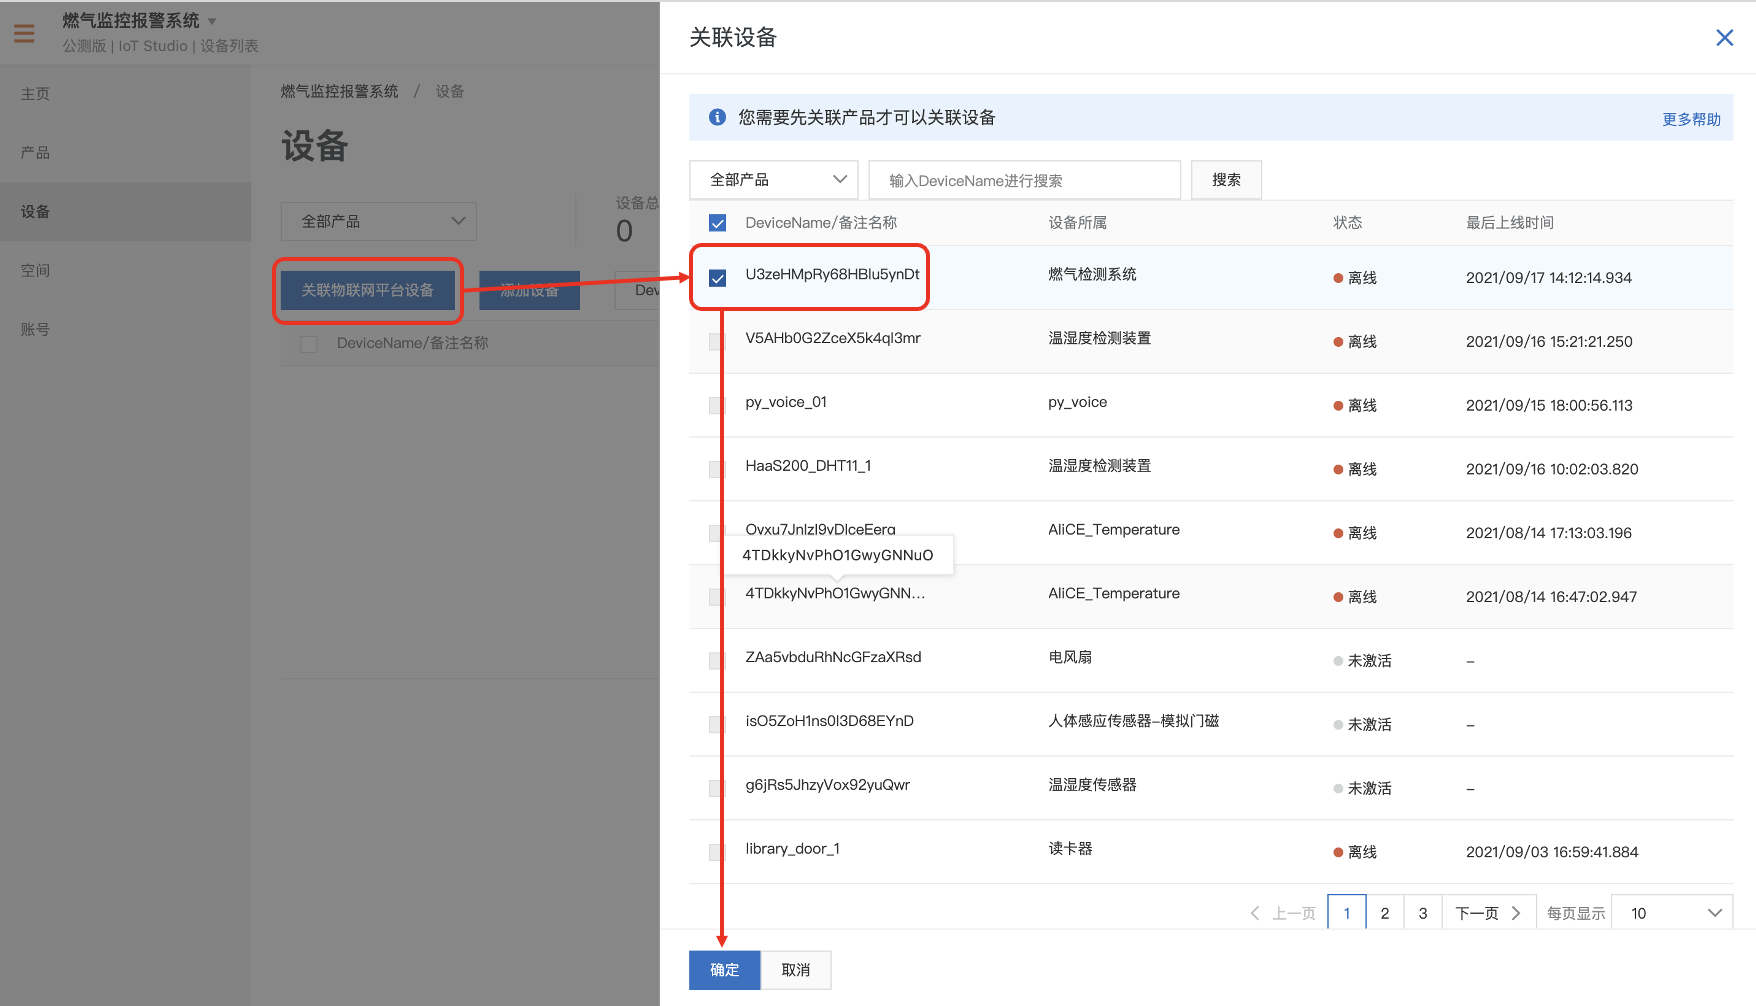 燃气监控报警系统
公测版 | IoT Studio | 设备列表
主页
产品
设备
空间
账号
燃气监控报警系统 / 设备
设备
全部产品
设备总
0
关联物联网平台设备
添加设备
Dev
DeviceName/备注名称
关联设备
您需要先关联产品才可以关联设备
更多帮助
全部产品
输入DeviceName进行搜索
搜索
DeviceName/备注名称 设备所属 状态 最后上线时间
U3zeHMpRy68HBlu5ynDt 燃气检测系统 离线 2021/09/17 14:12:14.934
V5AHb0G2ZceX5k4ql3mr 温湿度检测装置 离线 2021/09/16 15:21:21.250
py_voice_01 py_voice 离线 2021/09/15 18:00:56.113
HaaS200_DHT11_1 温湿度检测装置 离线 2021/09/16 10:02:03.820
AliCE_Temperature 离线 2021/08/14 17:13:03.196
4TDkkyNvPhO1GwyGNNuO
4TDkkyNvPhO1GwyGNN... AliCE_Temperature 离线 2021/08/14 16:47:02.947
ZAa5vbduRhNcGFzaXRsd 电风扇 未激活 –
isO5ZoH1ns0l3D68EYnD 人体感应传感器–模拟门磁 未激活 –
g6jRs5JhzyVox92yuQwr 温湿度传感器 未激活 –
library_door_1 读卡器 离线 2021/09/03 16:59:41.884
上一页 1 2 3 下一页 每页显示 10
确定
取消